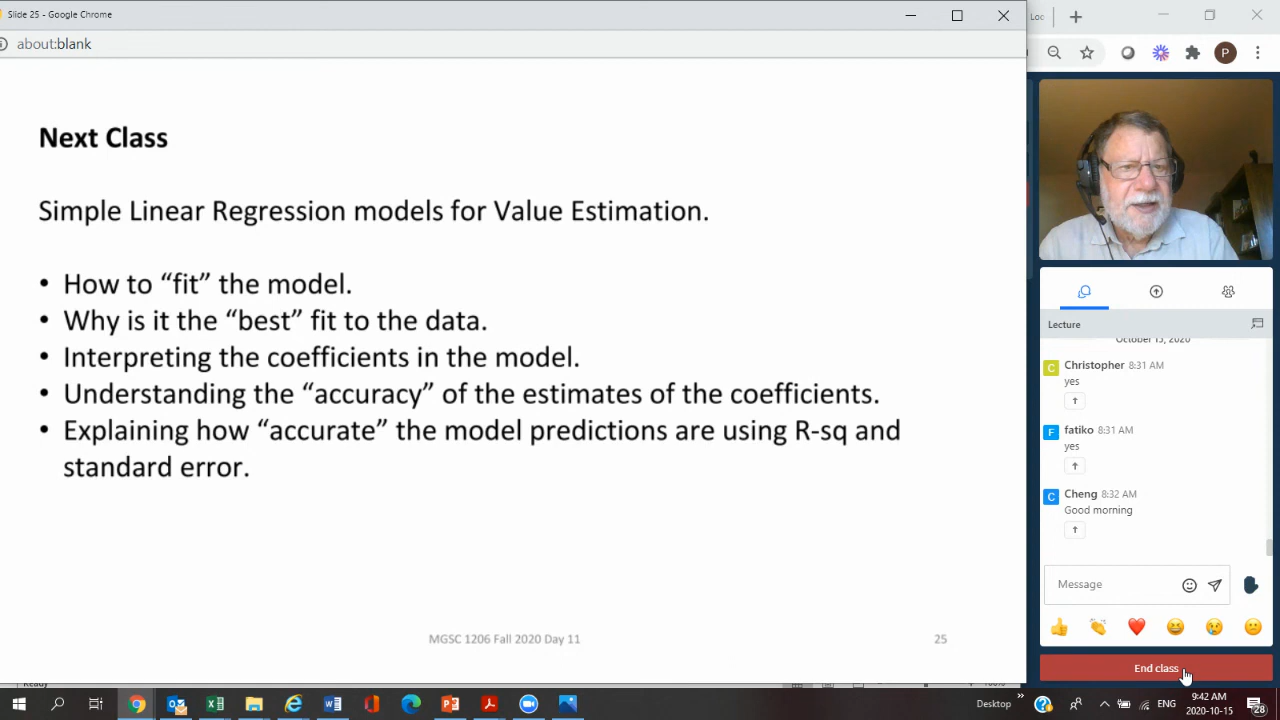 Slide 25 - Google Chrome
about:blank
Next Class
Simple Linear Regression models for Value Estimation.
• How to “fit” the model.
• Why is it the “best” fit to the data.
• Interpreting the coefficients in the model.
• Understanding the “accuracy” of the estimates of the coefficients.
• Explaining how “accurate” the model predictions are using R-sq and
standard error.
MGSC 1206 Fall 2020 Day 11
25
P
Lecture
October 15, 2020
C
Christopher 8:31 AM
yes
F
fatiko 8:31 AM
yes
C
Cheng 8:32 AM
Good morning
Message
End class
Desktop
ENG
9:42 AM
2020-10-15
28